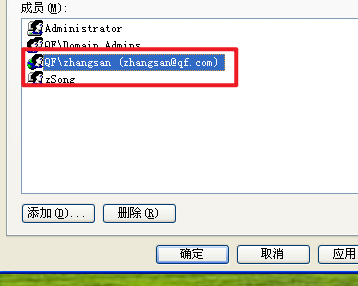 成员(M):
Administrator
QF\Domain Admins
QF\zhangsan (zhangsan@qf.com)
zSong
添加(D)... 删除(R)
确定 取消 应用